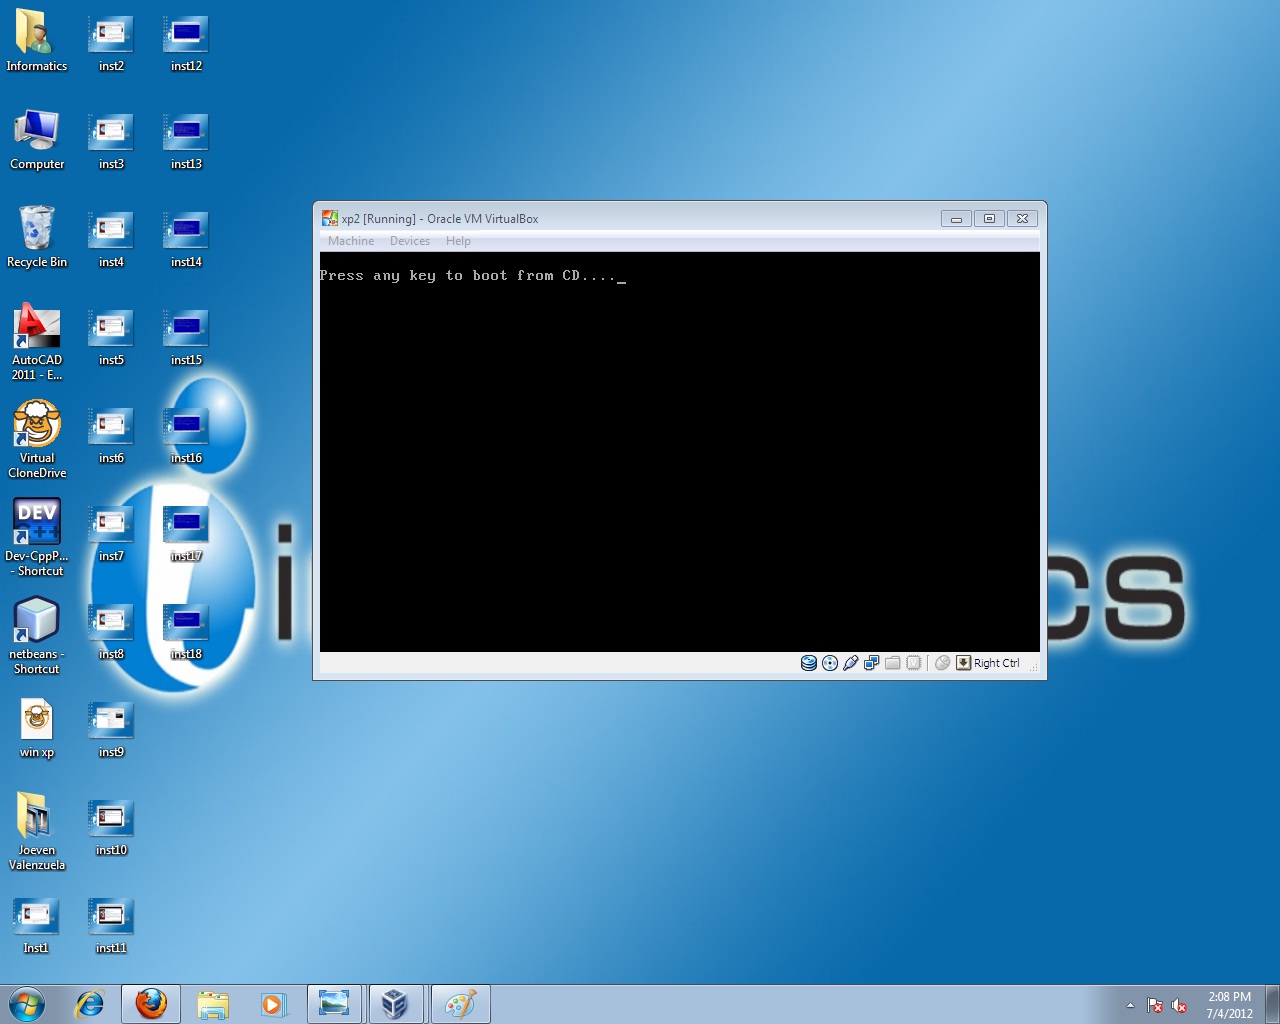 Informatics
inst2
inst12
Computer
inst3
inst13
Recycle Bin
inst4
inst14
AutoCAD
2011 - E...
inst5
inst15
Virtual
CloneDrive
inst6
inst16
DEV
C++
Dev-CppP...
- Shortcut
inst7
inst17
netbeans -
Shortcut
inst8
inst18
win xp
inst9
Joeven
Valenzuela
inst10
Inst1
inst11
xp2 [Running] - Oracle VM VirtualBox
Machine Devices Help
Press any key to boot from CD...._
Right Ctrl
in
cs
2:08 PM
7/4/2012